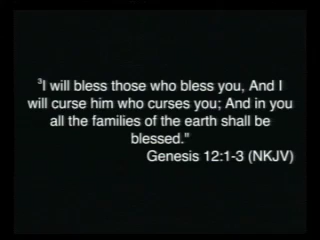 ³I will bless those who bless you, And I
will curse him who curses you; And in you
all the families of the earth shall be
blessed."
Genesis 12:1-3 (NKJV)